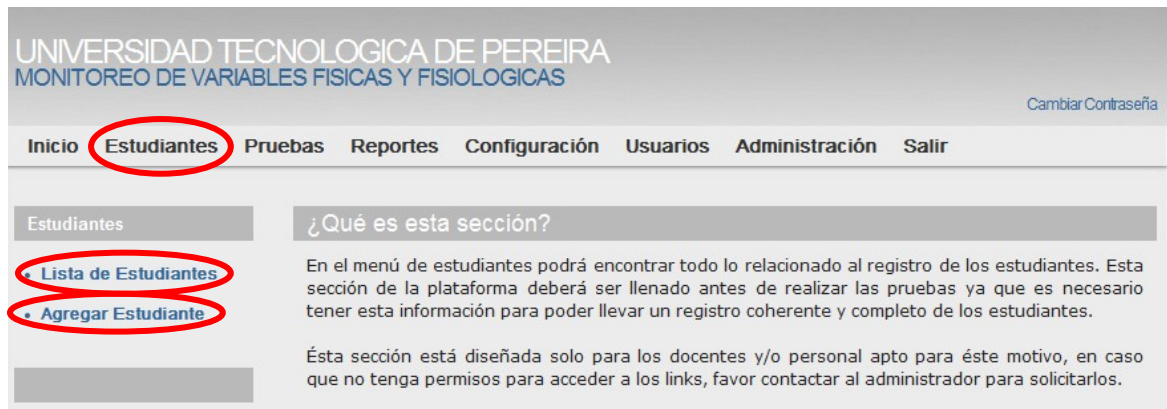 UNIVERSIDAD TECNOLOGICA DE PEREIRA
MONITOREO DE VARIABLES FISICAS Y FISIOLOGICAS
Cambiar Contraseña
Inicio Estudiantes Pruebas Reportes Configuración Usuarios Administración Salir
Estudiantes
• Lista de Estudiantes
• Agregar Estudiante
¿Qué es esta sección?
En el menú de estudiantes podrá encontrar todo lo relacionado al registro de los estudiantes. Esta
sección de la plataforma deberá ser llenado antes de realizar las pruebas ya que es necesario
tener esta información para poder llevar un registro coherente y completo de los estudiantes.
Ésta sección está diseñada solo para los docentes y/o personal apto para éste motivo, en caso
que no tenga permisos para acceder a los links, favor contactar al administrador para solicitarlos.